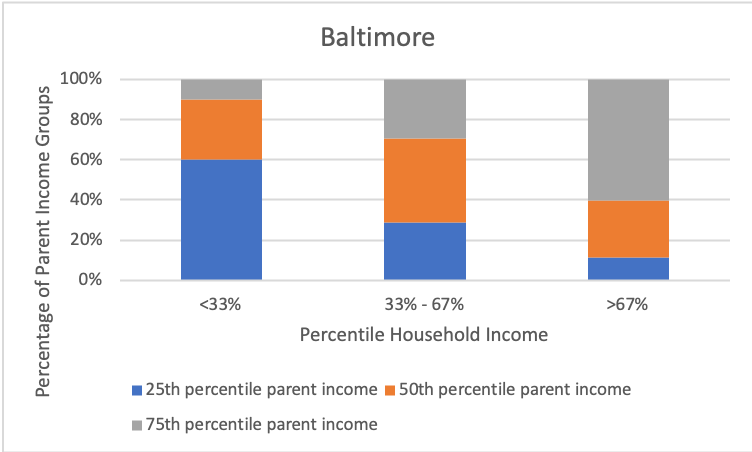 Baltimore
Percentage of Parent Income Groups
100%
80%
60%
40%
20%
0%
<33%
33% - 67%
>67%
Percentile Household Income
25th percentile parent income
50th percentile parent income
75th percentile parent income